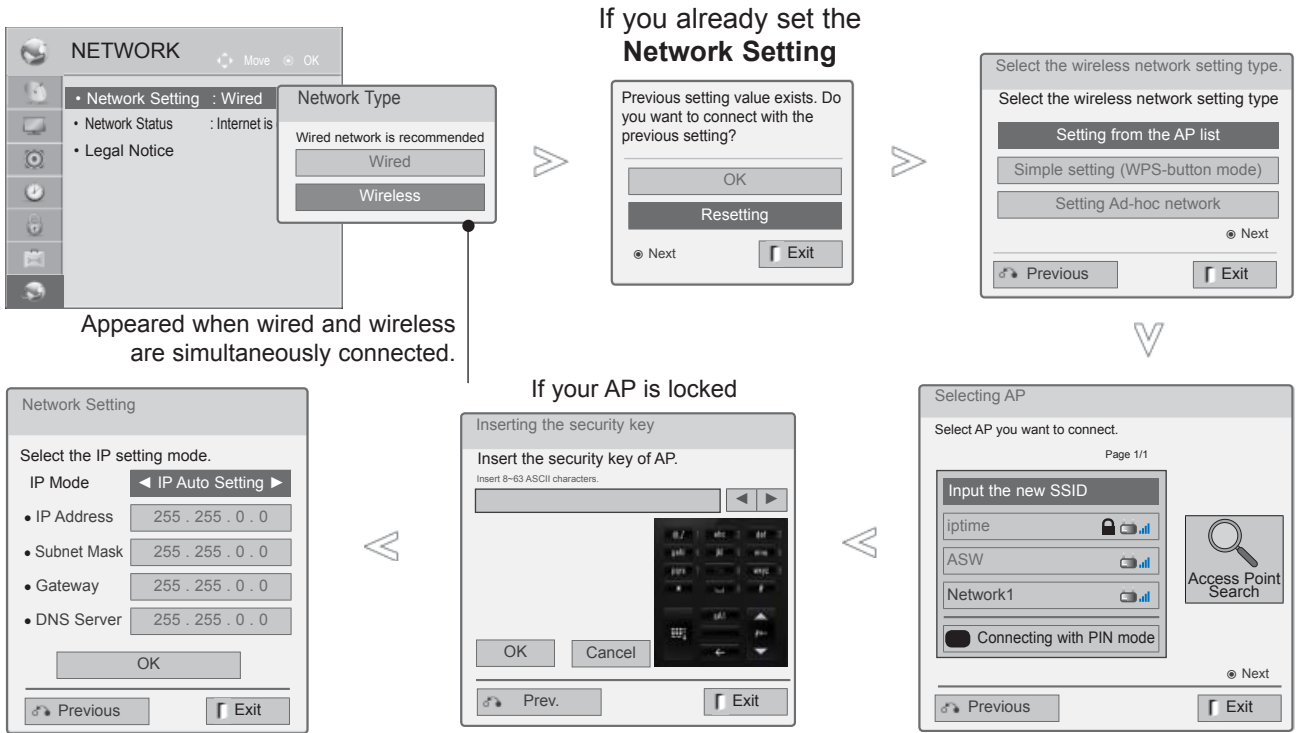 NETWORK
Move OK
• Network Setting : Wired
• Network Status : Internet is
• Legal Notice
Network Type
Wired network is recommended
Wired
Wireless
Appeared when wired and wireless
are simultaneously connected.
If you already set the
Network Setting
Previous setting value exists. Do
you want to connect with the
previous setting?
OK
Resetting
Next
Exit
Select the wireless network setting type.
Select the wireless network setting type
Setting from the AP list
Simple setting (WPS-button mode)
Setting Ad-hoc network
Next
Previous
Exit
Selecting AP
Select AP you want to connect.
Page 1/1
Input the new SSID
iptime
ASW
Network1
Connecting with PIN mode
Access Point
Search
Next
Previous
Exit
If your AP is locked
Inserting the security key
Insert the security key of AP.
Insert 8~63 ASCII characters.
◀ ▶
abc
def
OK
Cancel
Prev.
Exit
Network Setting
Select the IP setting mode.
IP Mode ◀ IP Auto Setting ▶
• IP Address 255 . 255 . 0 . 0
• Subnet Mask 255 . 255 . 0 . 0
• Gateway 255 . 255 . 0 . 0
• DNS Server 255 . 255 . 0 . 0
OK
Previous
Exit